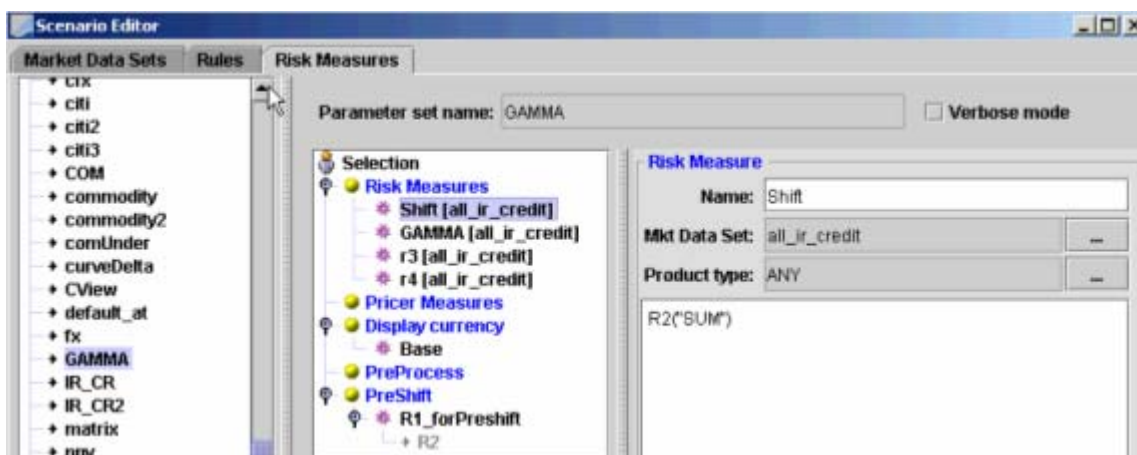 Scenario Editor
Market Data Sets
Rules
Risk Measures
citi
citi2
citi3
COM
commodity
commodity2
comUnder
curveDelta
CView
default_at
fx
GAMMA
IR_CR
IR_CR2
matrix
Parameter set name: GAMMA
Verbose mode
Selection
Risk Measures
Shift [all_ir_credit]
GAMMA [all_ir_credit]
r3 [all_ir_credit]
r4 [all_ir_credit]
Pricer Measures
Display currency
Base
PreProcess
PreShift
R1_forPreshift
R2
Risk Measure
Name: Shift
Mkt Data Set: all_ir_credit ...
Product type: ANY ...
R2("SUM")